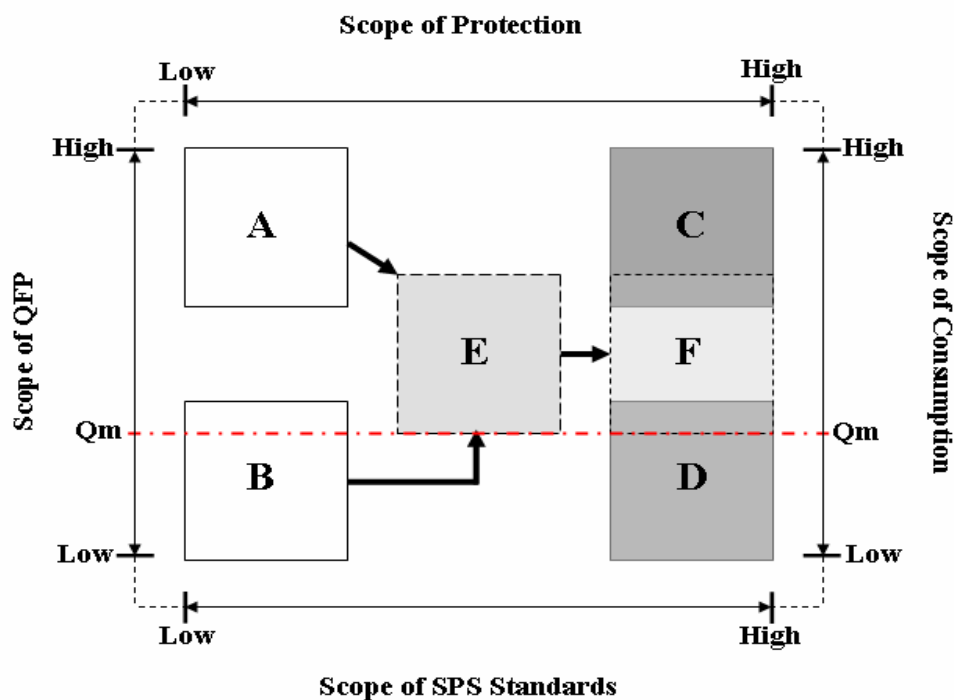 Scope of Protection
Low High
High High
A C
Scope of QFP
E F
Scope of Consumption
Qm Qm
B D
Low Low
Low High
Scope of SPS Standards